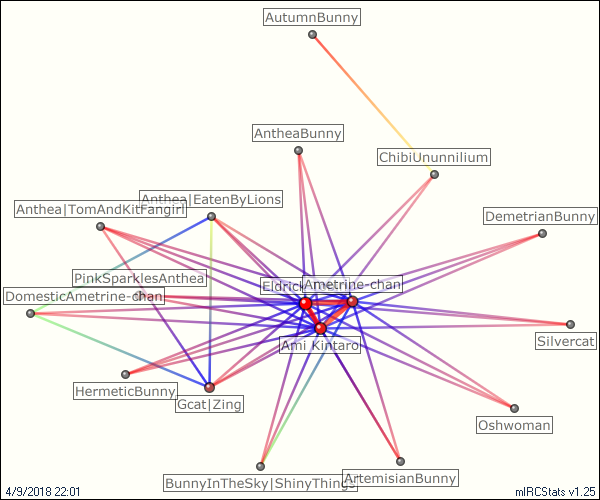 AutumnBunny
AntheaBunny
ChibiUnunnilium
Anthea|EatenByLions
Anthea|TomAndKitFangirl
DemetrianBunny
PinkSparklesAnthea
Ametrine-chan
DomesticAmetrine-chan
Ami Kintaro
Silvercat
HermeticBunny
Gcat|Zing
Oshwoman
ArtemisianBunny
BunnyInTheSky|ShinyThings
4/9/2018 22:01
mIRCStats v1.25